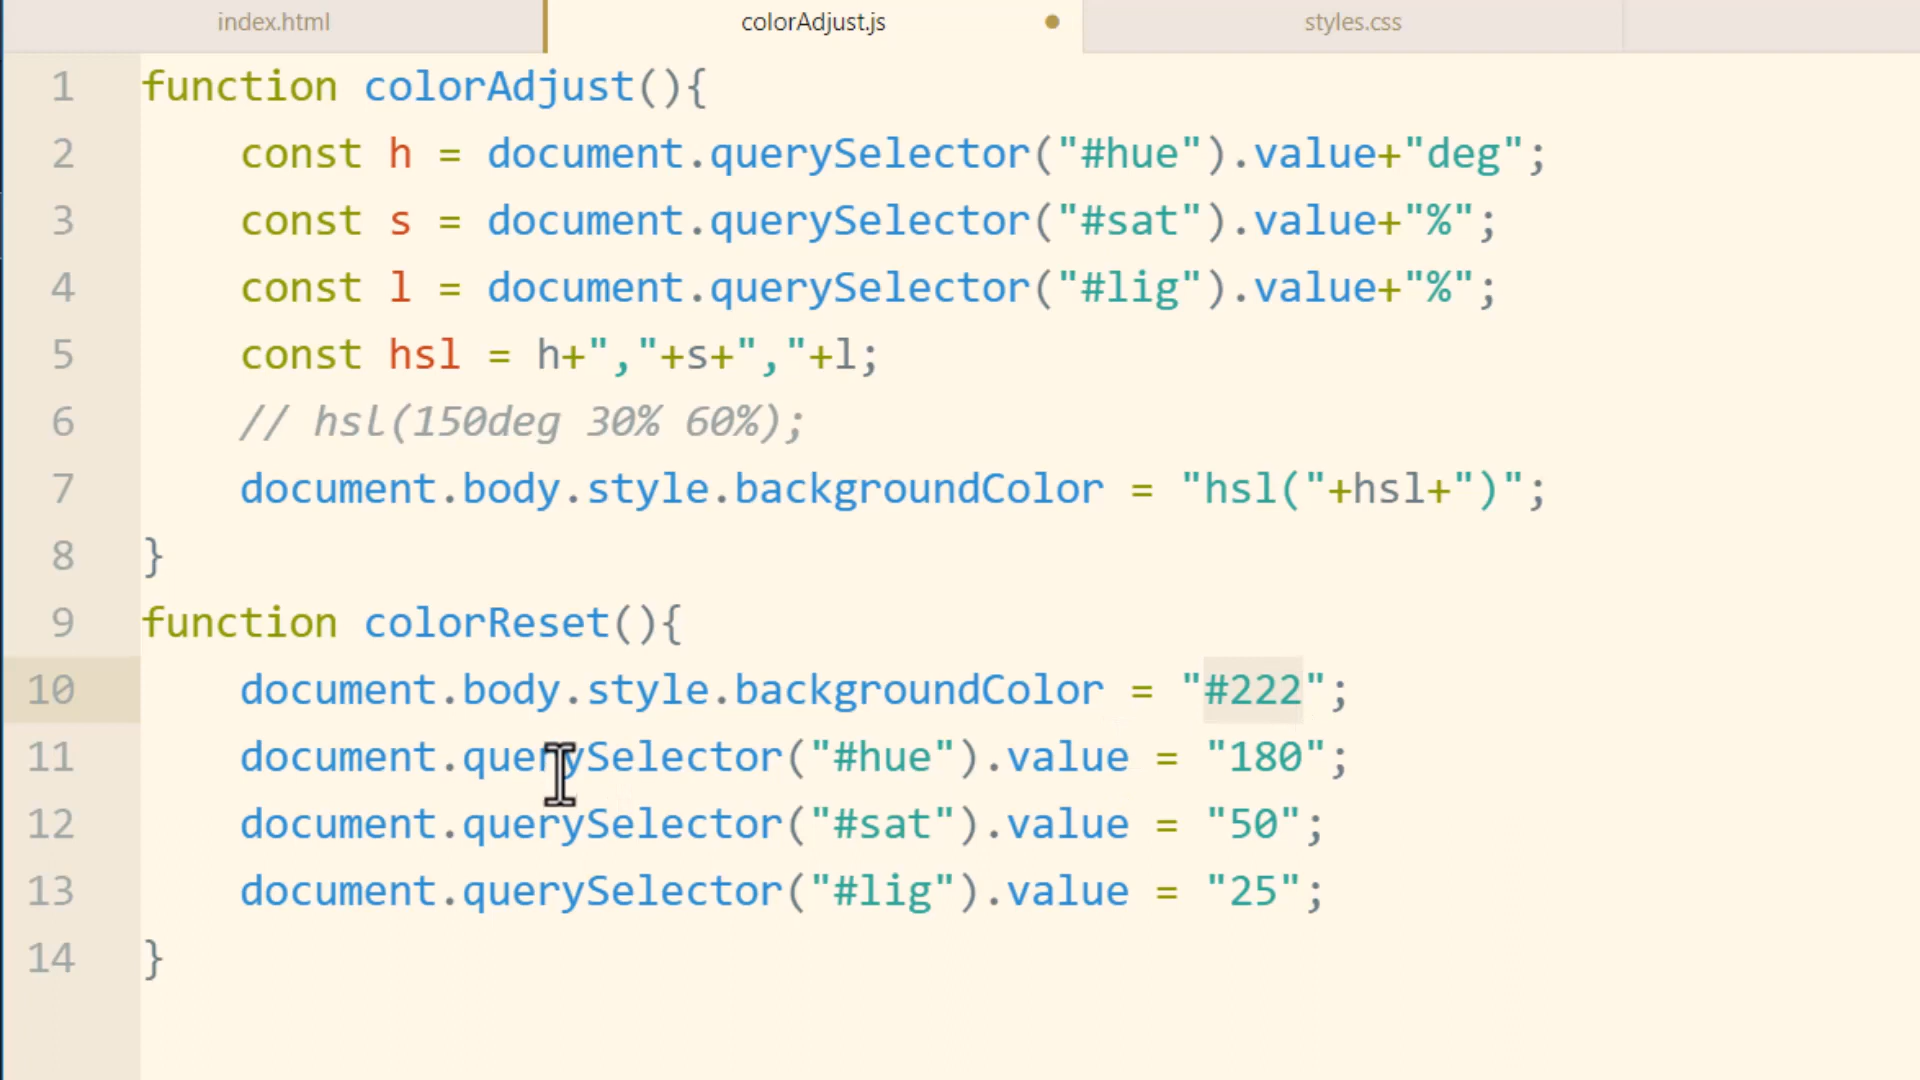 index.html colorAdjust.js styles.css
1 function colorAdjust(){
2     const h = document.querySelector("#hue").value+"deg";
3     const s = document.querySelector("#sat").value+"%";
4     const l = document.querySelector("#lig").value+"%";
5     const hsl = h+","+s+","+l;
6     // hsl(150deg 30% 60%);
7     document.body.style.backgroundColor = "hsl("+hsl+")";
8 }
9 function colorReset(){
10     document.body.style.backgroundColor = "#222";
11     document.querySelector("#hue").value = "180";
12     document.querySelector("#sat").value = "50";
13     document.querySelector("#lig").value = "25";
14 }